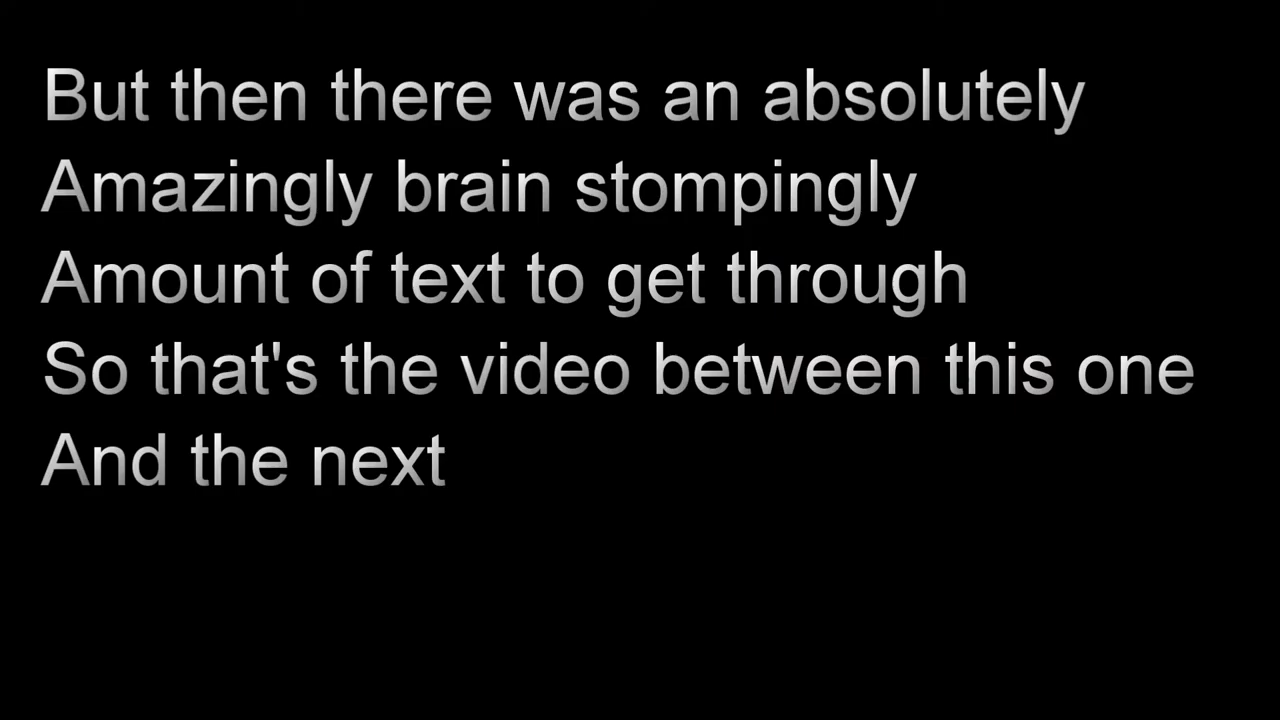 But then there was an absolutely
Amazingly brain stompingly
Amount of text to get through
So that's the video between this one
And the next